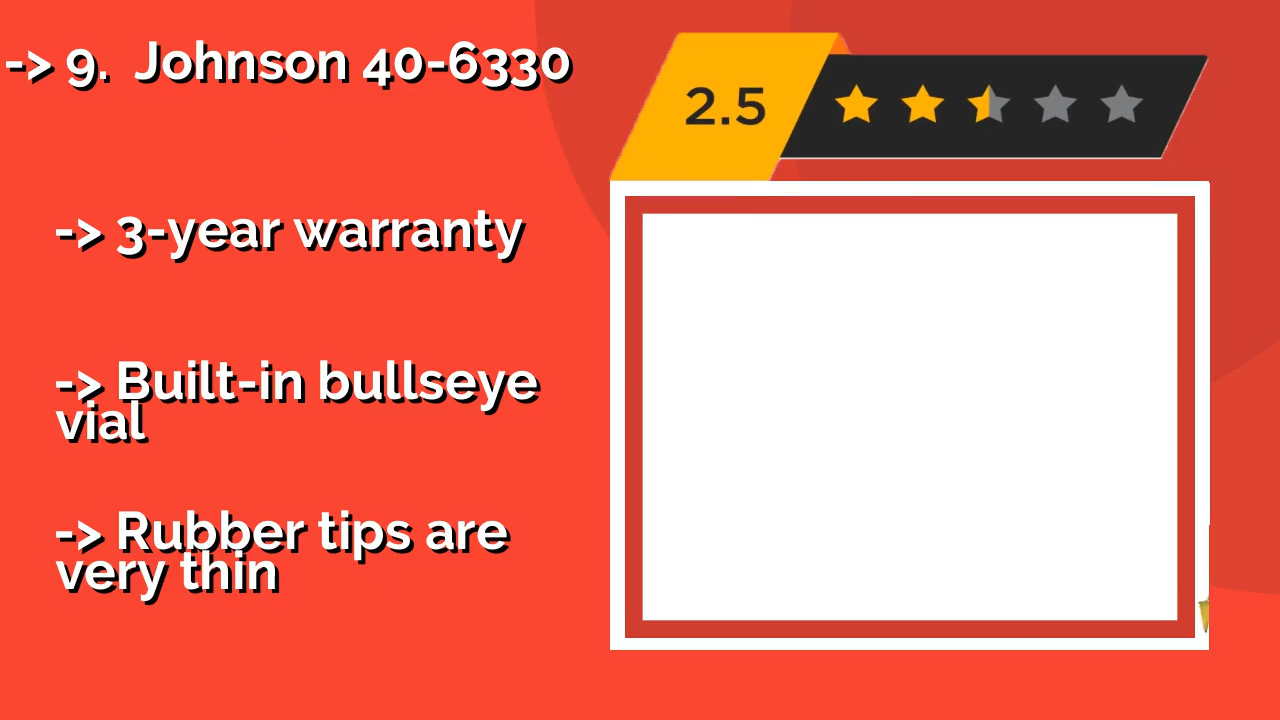 -> 9. Johnson 40-6330
2.5
-> 3-year warranty
-> Built-in bullseye
vial
-> Rubber tips are
very thin